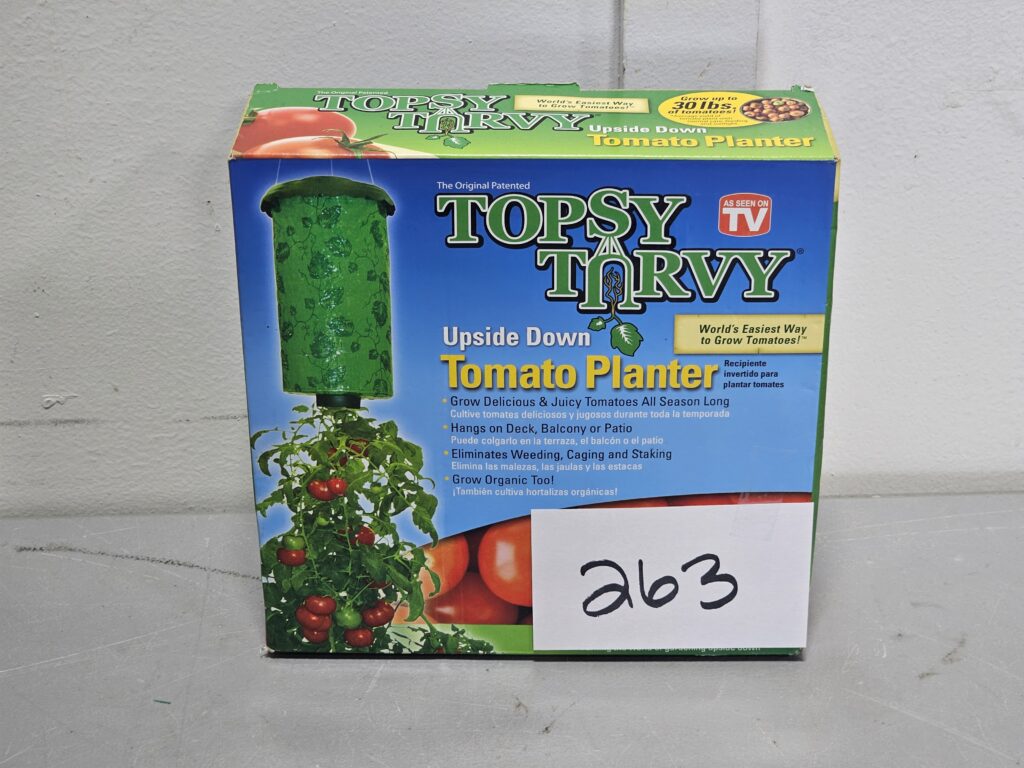 The Original Patented
TOPSY
TURVY
World's Easiest Way
to Grow Tomatoes!™
Grow up to
30 lbs.
of tomatoes!
Upside Down
Tomato Planter
The Original Patented
TOPSY
TURVY®
AS SEEN ON
TV
World's Easiest Way
to Grow Tomatoes!™
Upside Down
Tomato Planter
Recipiente
invertido para
plantar tomates
• Grow Delicious & Juicy Tomatoes All Season Long
Cultive tomates deliciosos y jugosos durante toda la temporada
• Hangs on Deck, Balcony or Patio
Puede colgarlo en la terraza, el balcón o el patio
• Eliminates Weeding, Caging and Staking
Elimina las malezas, las jaulas y las estacas
• Grow Organic Too!
¡También cultiva hortalizas orgánicas!
263